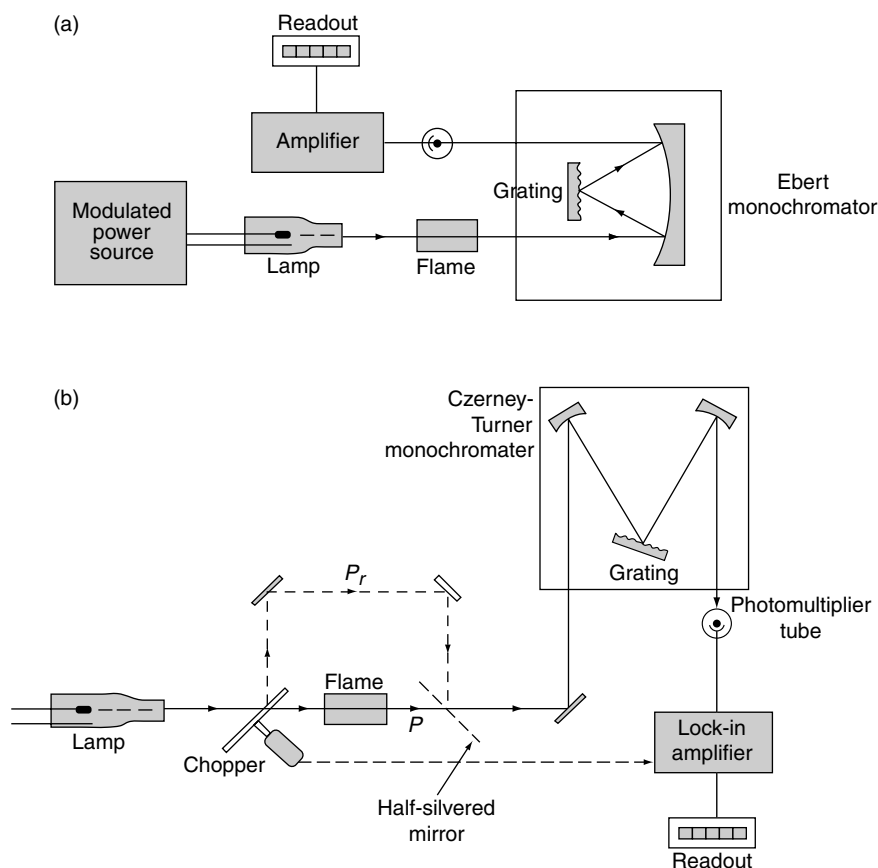 (a)
Readout
Amplifier
Grating
Ebert
monochromator
Modulated
power
source
Lamp
Flame
(b)
Czerney-
Turner
monochromater
Grating
Photomultiplier
tube
P_r
Flame
P
Lamp
Chopper
Lock-in
amplifier
Half-silvered
mirror
Readout